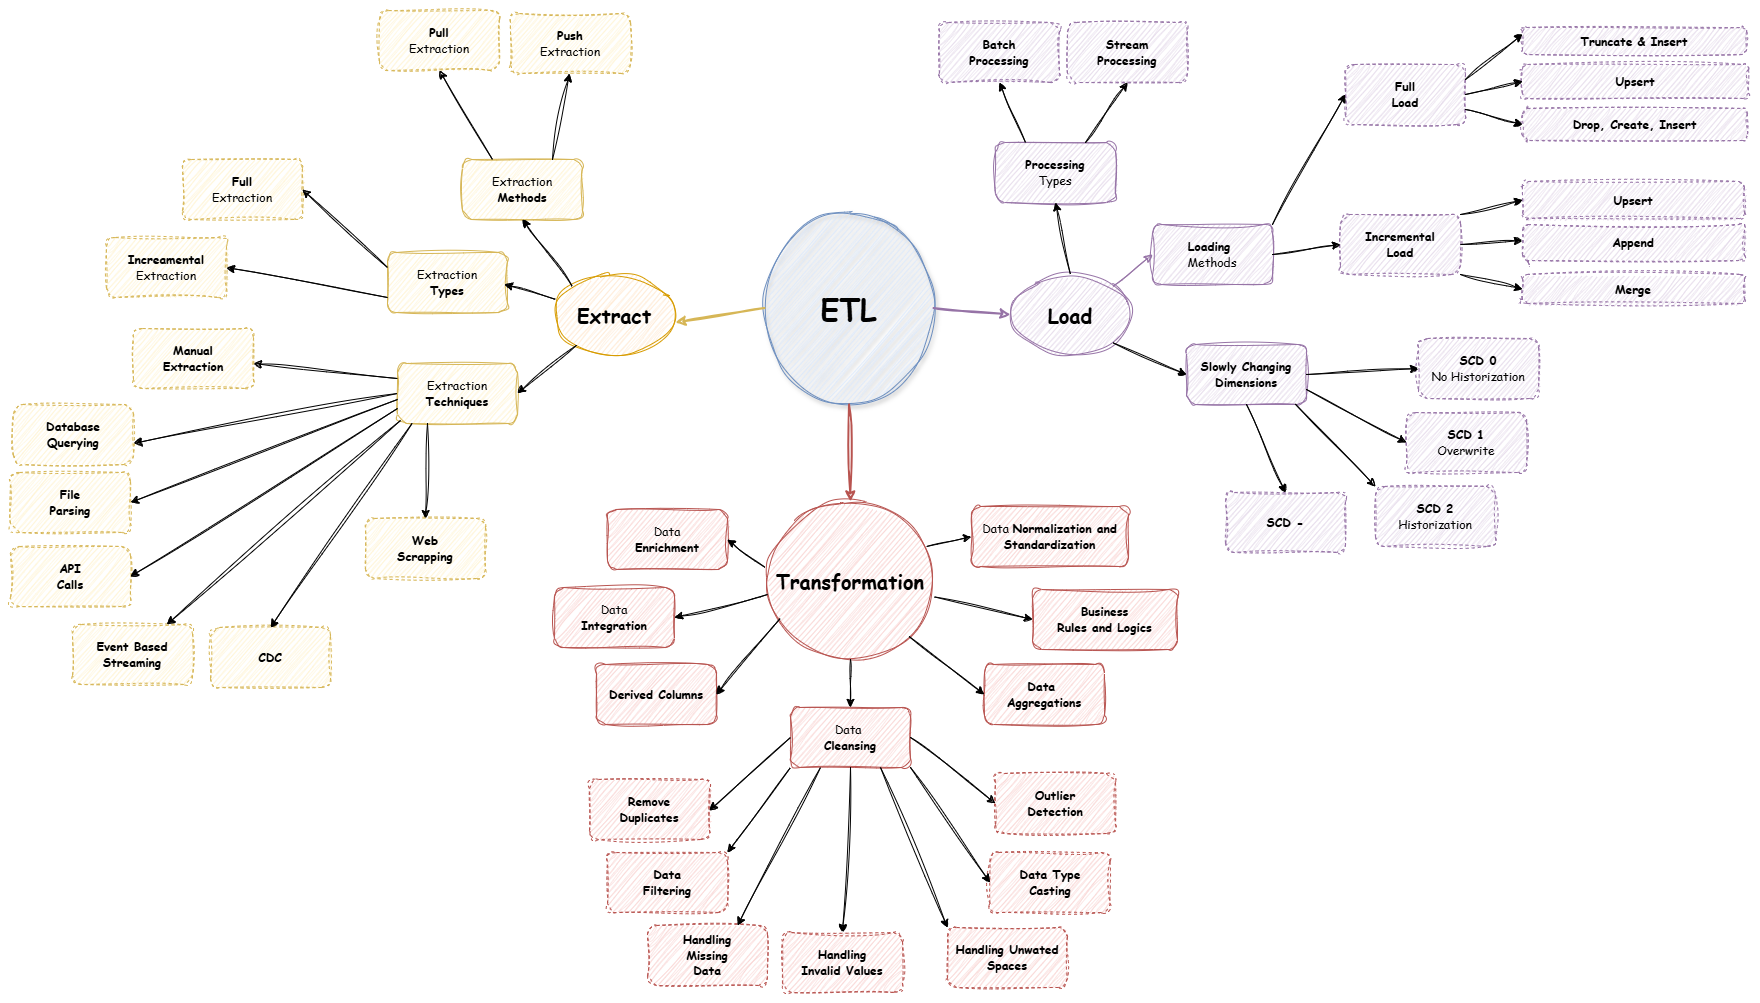 ETL
Extract
Extraction
Methods
Pull
Extraction
Push
Extraction
Extraction
Types
Full
Extraction
Increamental
Extraction
Extraction
Techniques
Manual
Extraction
Database
Querying
File
Parsing
API
Calls
Event Based
Streaming
CDC
Web
Scrapping
Transformation
Data
Enrichment
Data
Integration
Derived Columns
Data Normalization and
Standardization
Business
Rules and Logics
Data
Aggregations
Data
Cleansing
Remove
Duplicates
Data
Filtering
Handling
Missing
Data
Handling
Invalid Values
Handling Unwated
Spaces
Data Type
Casting
Outlier
Detection
Load
Processing
Types
Batch
Processing
Stream
Processing
Loading
Methods
Full
Load
Truncate & Insert
Upsert
Drop, Create, Insert
Incremental
Load
Upsert
Append
Merge
Slowly Changing
Dimensions
SCD 0
No Historization
SCD 1
Overwrite
SCD 2
Historization
SCD -